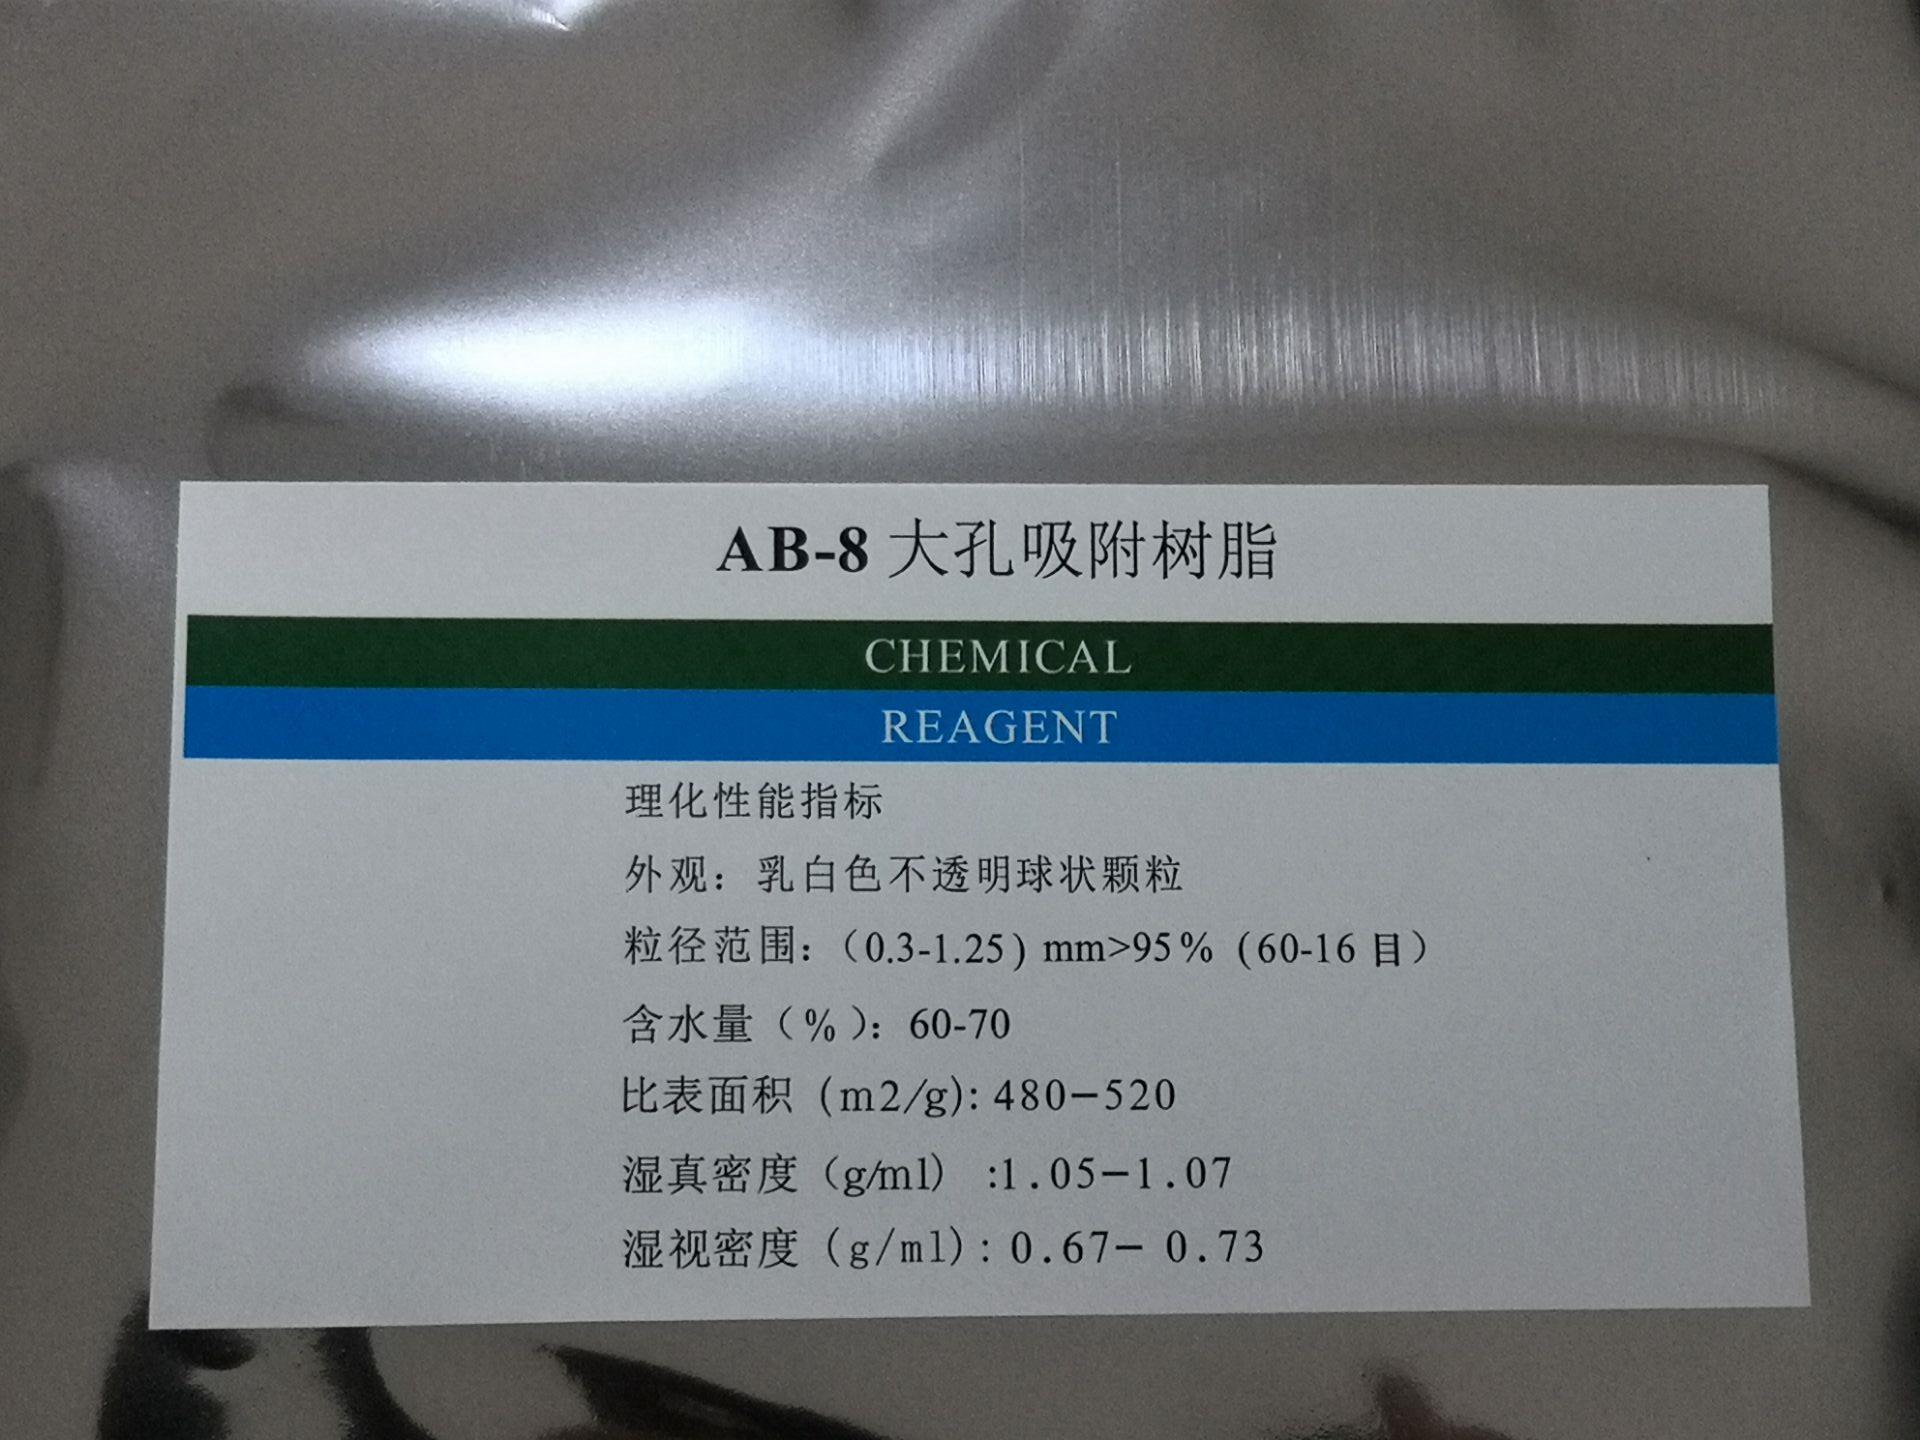 AB-8 大孔吸附树脂
CHEMICAL
REAGENT
理化性能指标
外观：乳白色不透明球状颗粒
粒径范围：（0.3-1.25）mm>95%（60-16 目）
含水量（%）：60-70
比表面积（m2/g): 480−520
湿真密度（g/ml） :1.05−1.07
湿视密度（g/ml）: 0.67− 0.73